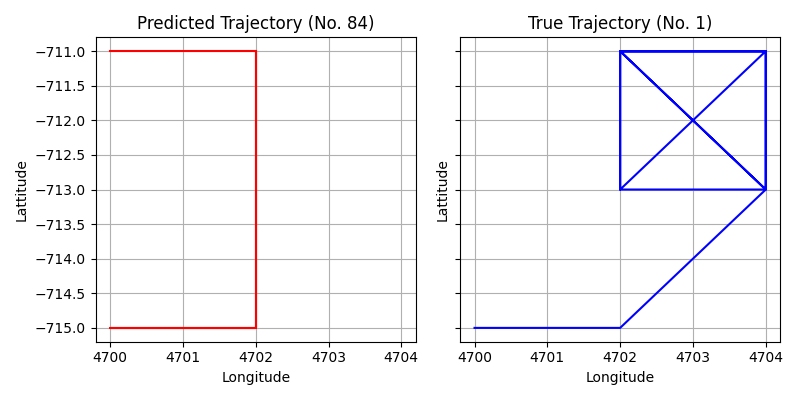 Predicted Trajectory (No. 84)
−711.0
−711.5
−712.0
−712.5
−713.0
−713.5
−714.0
−714.5
−715.0
Lattitude
4700 4701 4702 4703 4704
Longitude
True Trajectory (No. 1)
Lattitude
4700 4701 4702 4703 4704
Longitude